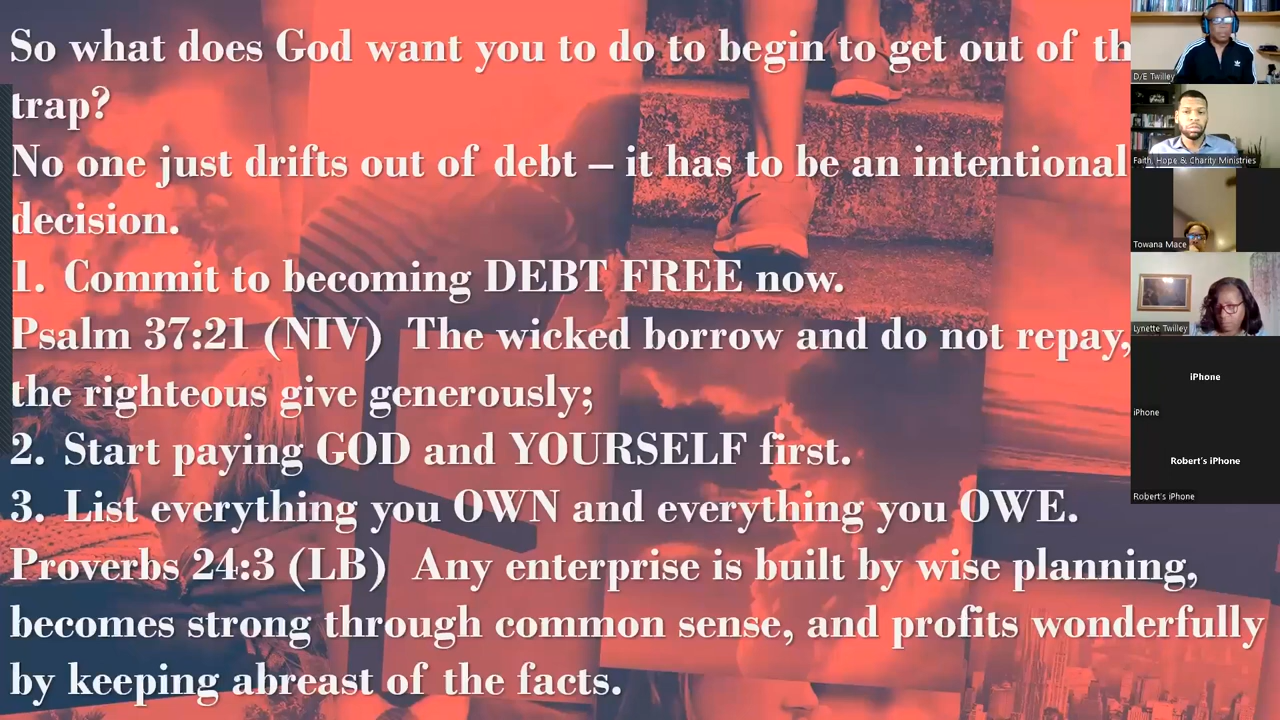 So what does God want you to do to begin to get out of th
trap?
No one just drifts out of debt – it has to be an intentional
decision.
1. Commit to becoming DEBT FREE now.
Psalm 37:21 (NIV) The wicked borrow and do not repay,
the righteous give generously;
2. Start paying GOD and YOURSELF first.
3. List everything you OWN and everything you OWE.
Proverbs 24:3 (LB) Any enterprise is built by wise planning,
becomes strong through common sense, and profits wonderfully
by keeping abreast of the facts.
D/E Twilley
Faith, Hope & Charity Ministries
Towana Mace
Lynette Twilley
iPhone
iPhone
Robert's iPhone
Robert's iPhone